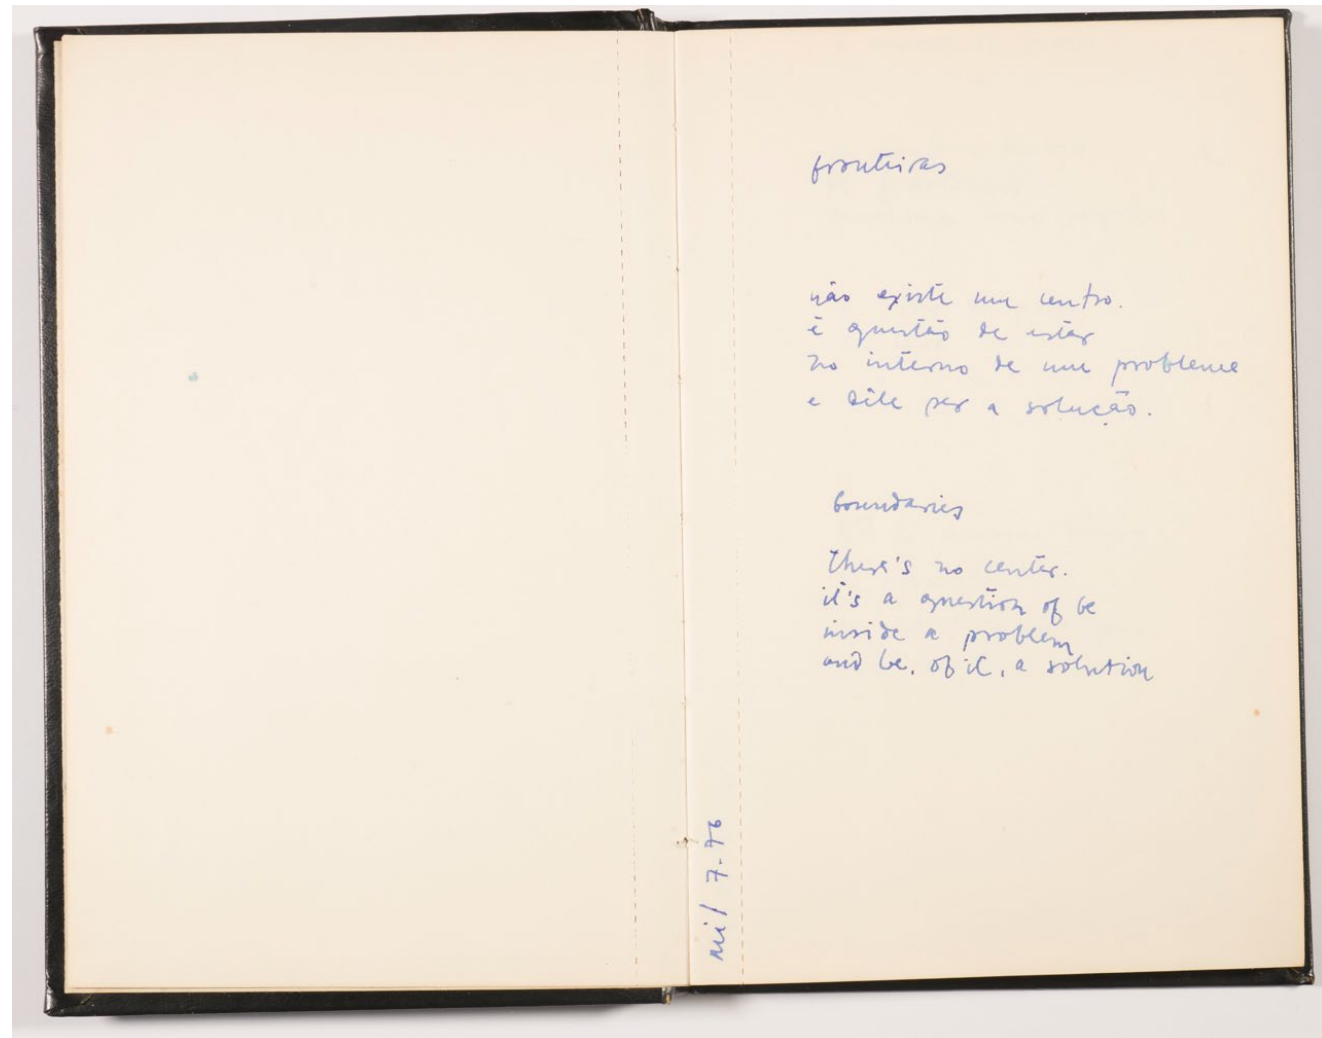 fronteiras
não existe um centro.
é questão de estar
no interno de um problema
e dele ser a solução.
boundaries
there's no center.
it's a question of be
inside a problem
and be, of it, a solution
mil 7-76